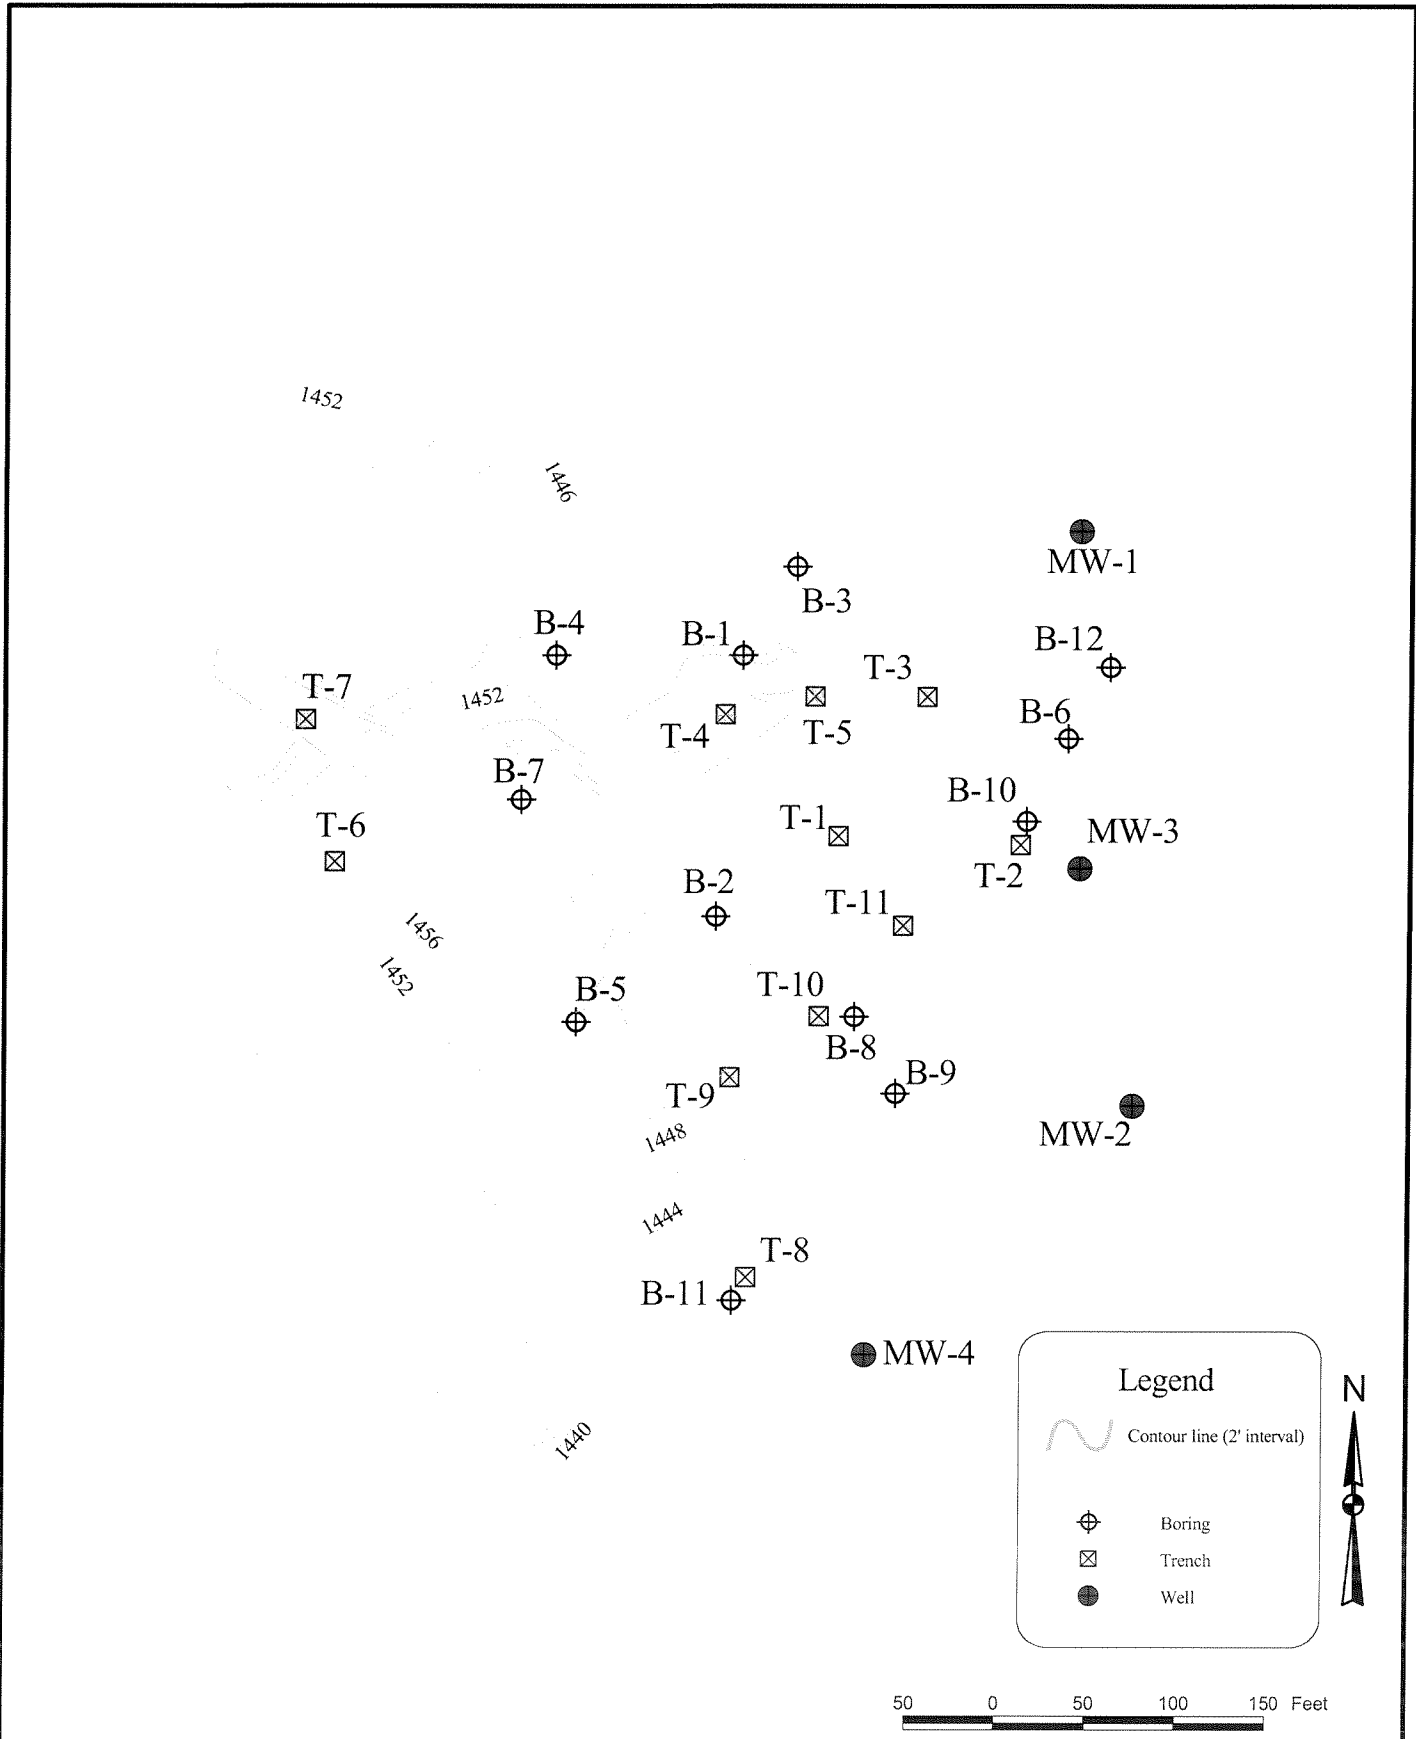 1452
1446
MW-1
B-3
B-4
B-1
B-12
T-3
T-7
1452
B-6
T-4
T-5
B-7
B-10
T-1
T-6
MW-3
T-2
B-2
T-11
1456
1452
T-10
B-5
B-8
B-9
T-9
1448
MW-2
1444
T-8
B-11
MW-4
Legend
N
Contour line (2' interval)
1440
Boring
Trench
Well
50 0 50 100 150 Feet